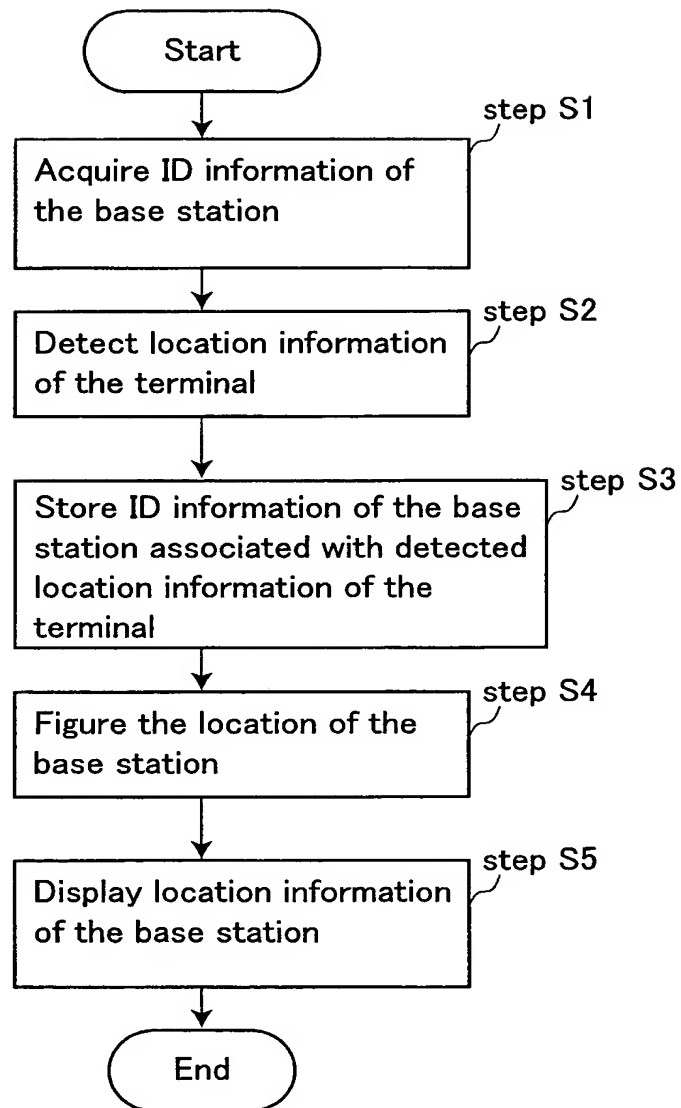 Start
step S1
Acquire ID information of
the base station
step S2
Detect location information
of the terminal
step S3
Store ID information of the base
station associated with detected
location information of the
terminal
step S4
Figure the location of the
base station
step S5
Display location information
of the base station
End